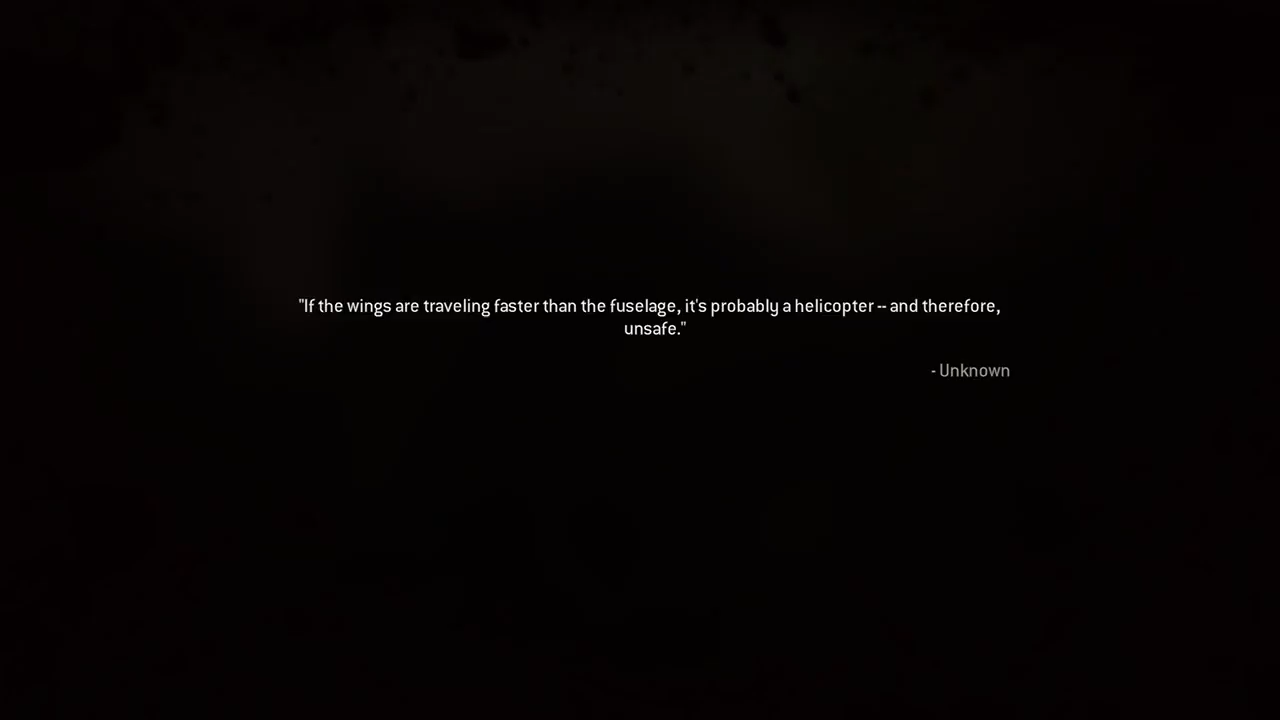 "If the wings are traveling faster than the fuselage, it's probably a helicopter -- and therefore,
unsafe."
- Unknown